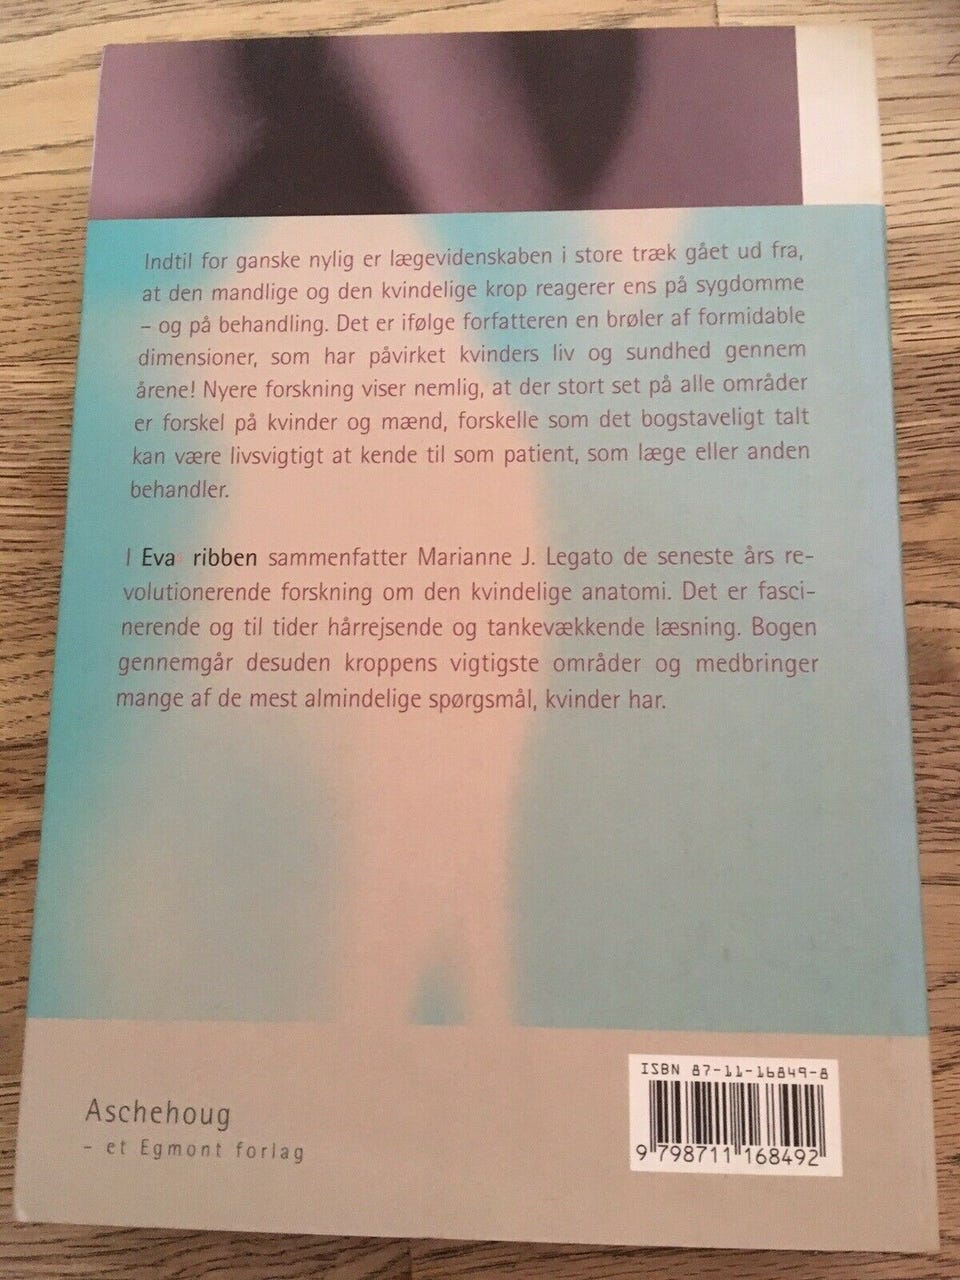 Indtil for ganske nylig er lægevidenskaben i store træk gået ud fra,
at den mandlige og den kvindelige krop reagerer ens på sygdomme
– og på behandling. Det er ifølge forfatteren en brøler af formidable
dimensioner, som har påvirket kvinders liv og sundhed gennem
årene! Nyere forskning viser nemlig, at der stort set på alle områder
er forskel på kvinder og mænd, forskelle som det bogstaveligt talt
kan være livsvigtigt at kende til som patient, som læge eller anden
behandler.
I Eva ribben sammenfatter Marianne J. Legato de seneste års re-
volutionerende forskning om den kvindelige anatomi. Det er fasci-
nerende og til tider hårrejsende og tankevækkende læsning. Bogen
gennemgår desuden kroppens vigtigste områder og medbringer
mange af de mest almindelige spørgsmål, kvinder har.
Aschehoug
– et Egmont forlag
ISBN 87-11-16849-8
9 798711 168492